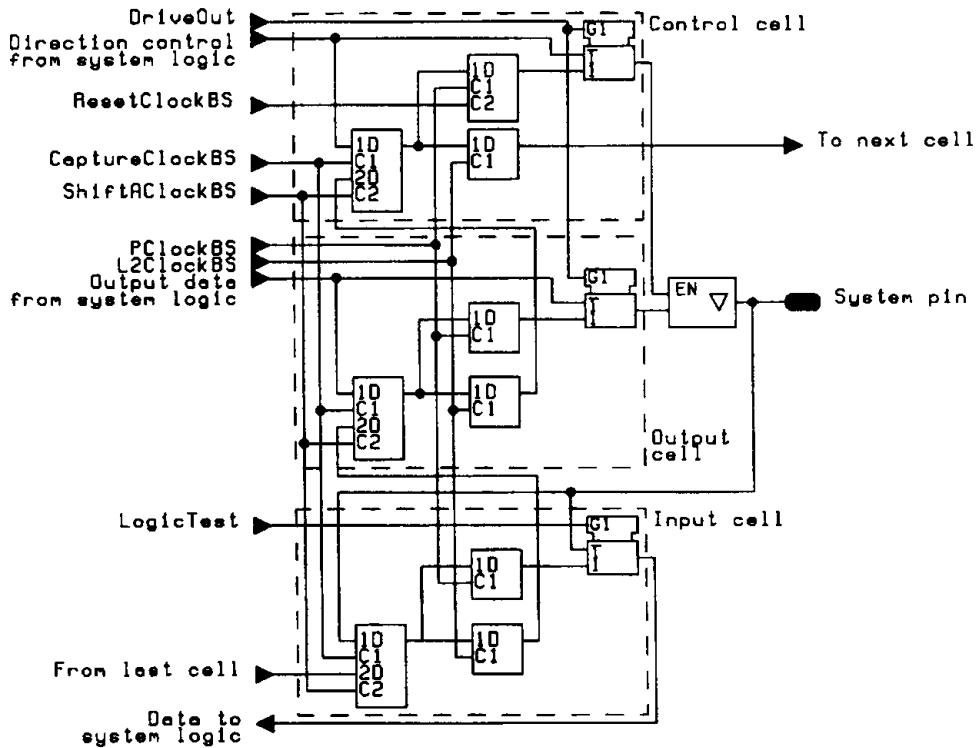 DriveOut
Direction control
from system logic
ResetClockBS
CaptureClockBS
ShiftAClockBS
PClockBS
L2ClockBS
Output data
from system logic
LogicTest
From last cell
Data to
system logic
G1
1
1
Control cell
1D
C1
C2
1D
C1
2D
C2
1D
C1
To next cell
G1
1
1
EN
System pin
1D
C1
1D
C1
2D
C2
1D
C1
Output
cell
G1
1
1
Input cell
1D
C1
1D
C1
2D
C2
1D
C1